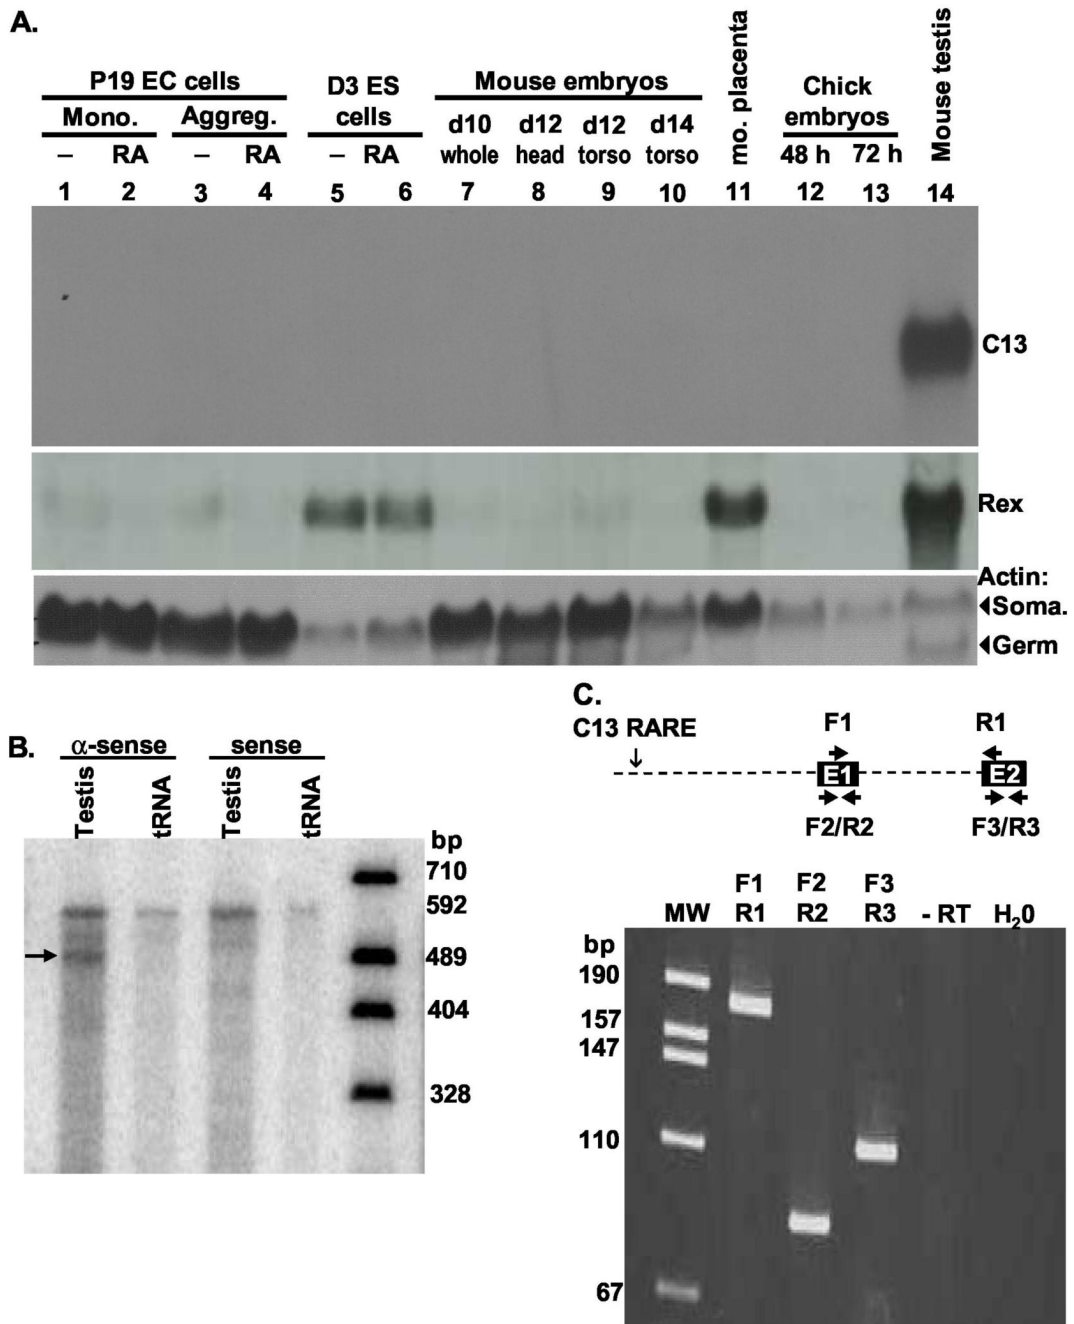 A.
P19 EC cells
D3 ES cells
Mouse embryos
mo. placenta
Chick embryos
Mouse testis
Mono. Aggreg.
d10 whole d12 head d12 torso d14 torso
48 h 72 h
– RA – RA – RA
1 2 3 4 5 6 7 8 9 10 11 12 13 14
C13
Rex
Actin:
◂Soma.
◂Germ
B.
α-sense sense
Testis tRNA Testis tRNA
bp
710
592
489
404
328
C.
C13 RARE
F1 R1
E1 E2
F2/R2 F3/R3
F1 F2 F3
MW R1 R2 R3 - RT H20
bp
190
157
147
110
67